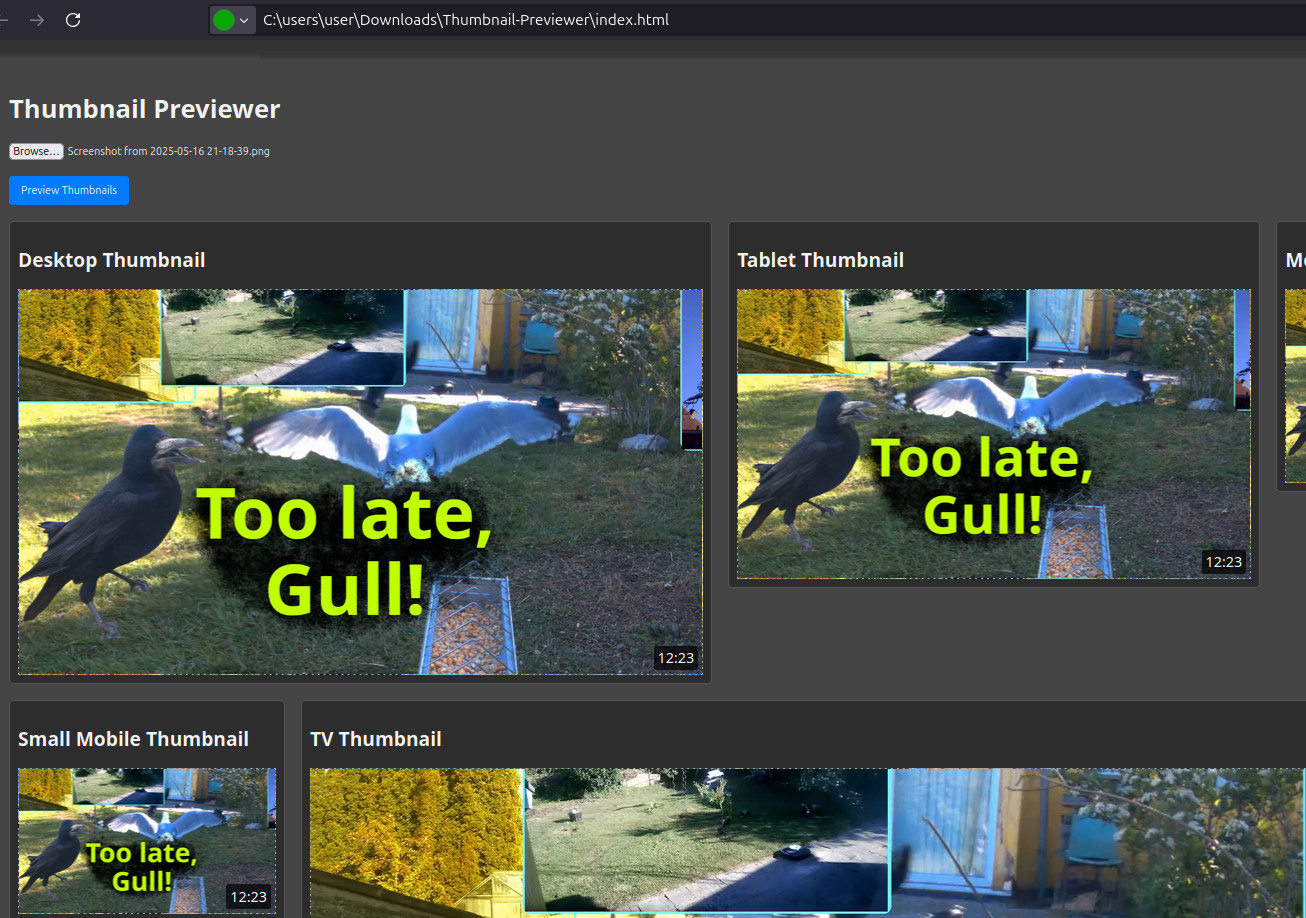 C:\users\user\Downloads\Thumbnail-Previewer\index.html
Thumbnail Previewer
Browse... Screenshot from 2025-05-16 21-18-39.png
Preview Thumbnails
Desktop Thumbnail
Too late,
Gull!
12:23
Tablet Thumbnail
Too late,
Gull!
12:23
Small Mobile Thumbnail
Too late,
Gull!
12:23
TV Thumbnail